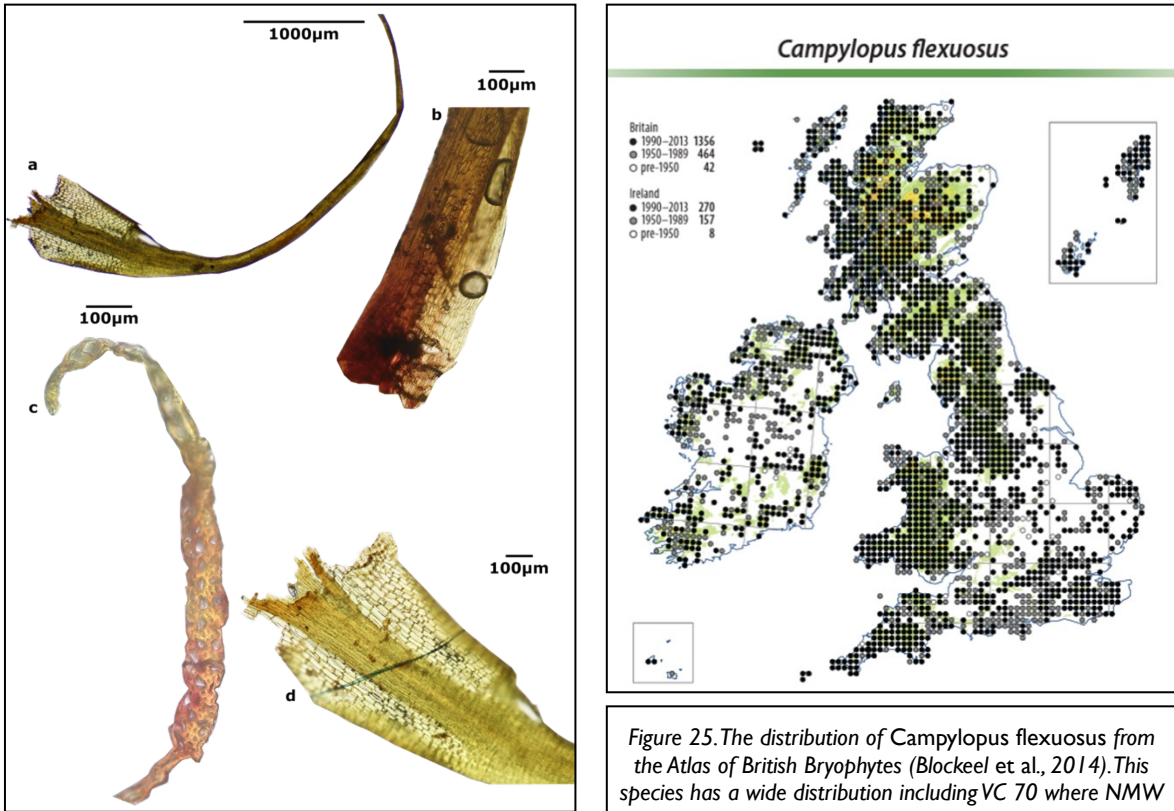 1000µm
100µm
b
a
100µm
c
100µm
d
Campylopus flexuosus
Britain
1990–2013 1356
1950–1989 464
pre-1950 42
Ireland
1990–2013 270
1950–1989 157
pre-1950 8
Figure 25. The distribution of Campylopus flexuosus from
the Atlas of British Bryophytes (Blockeel et al., 2014). This
species has a wide distribution including VC 70 where NMW